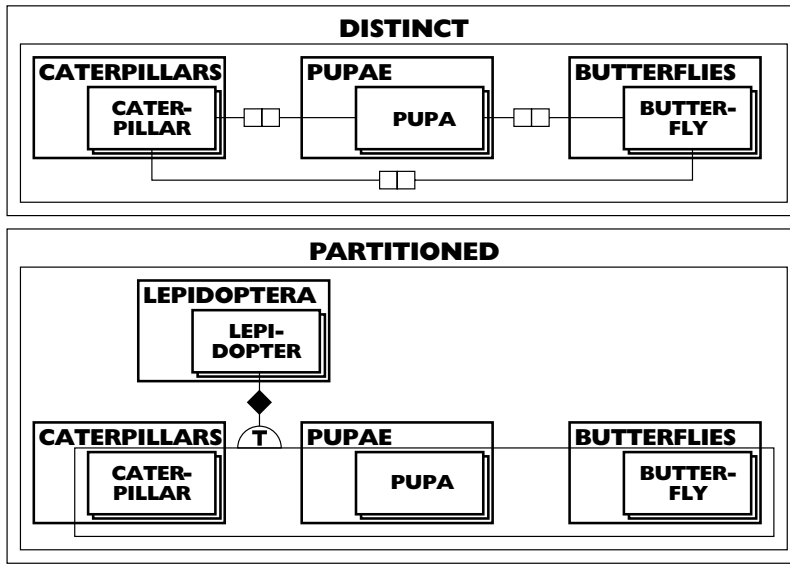 DISTINCT
CATERPILLARS
PUPAE
BUTTERFLIES
CATER-
PILLAR
PUPA
BUTTER-
FLY
PARTITIONED
LEPIDOPTERA
LEPI-
DOPTER
T
CATERPILLARS
PUPAE
BUTTERFLIES
CATER-
PILLAR
PUPA
BUTTER-
FLY